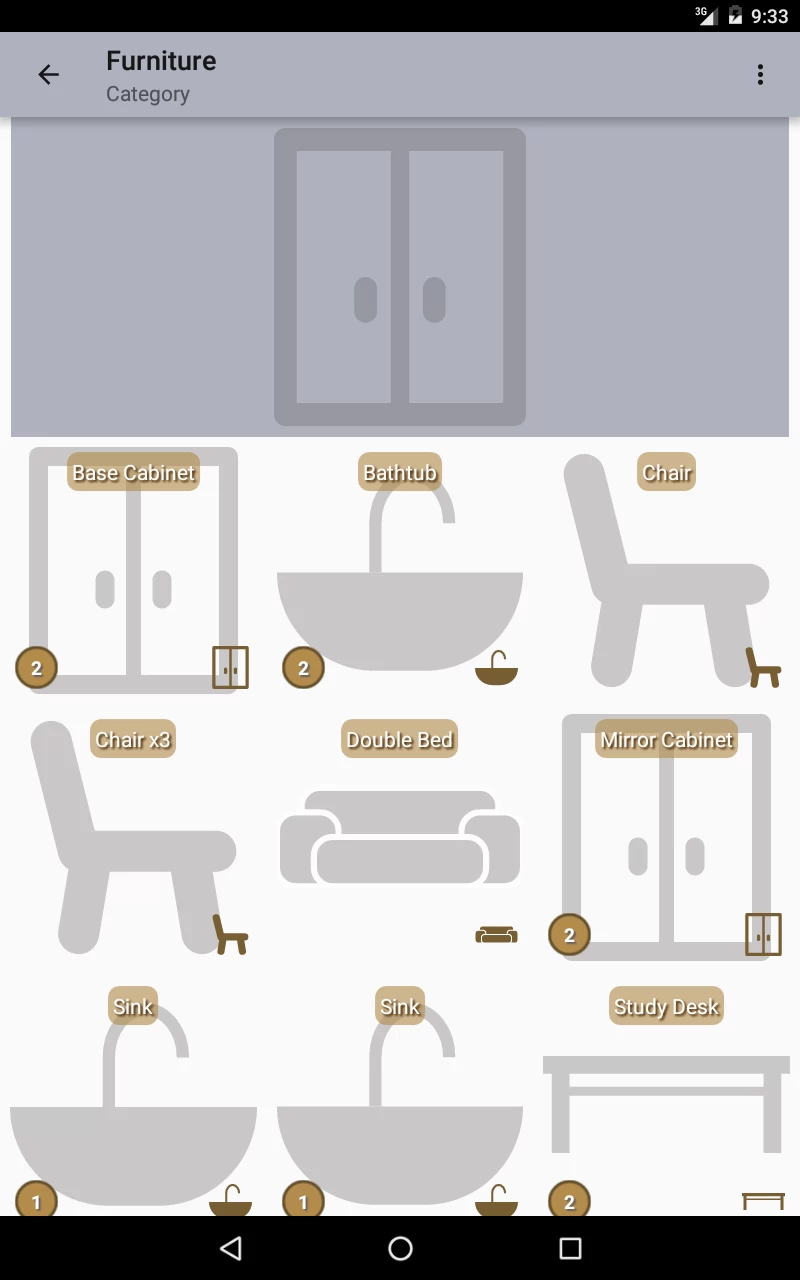 3G
9:33
Furniture
Category
Base Cabinet
Bathtub
Chair
2
2
Chair x3
Double Bed
Mirror Cabinet
2
Sink
Sink
Study Desk
1
1
2